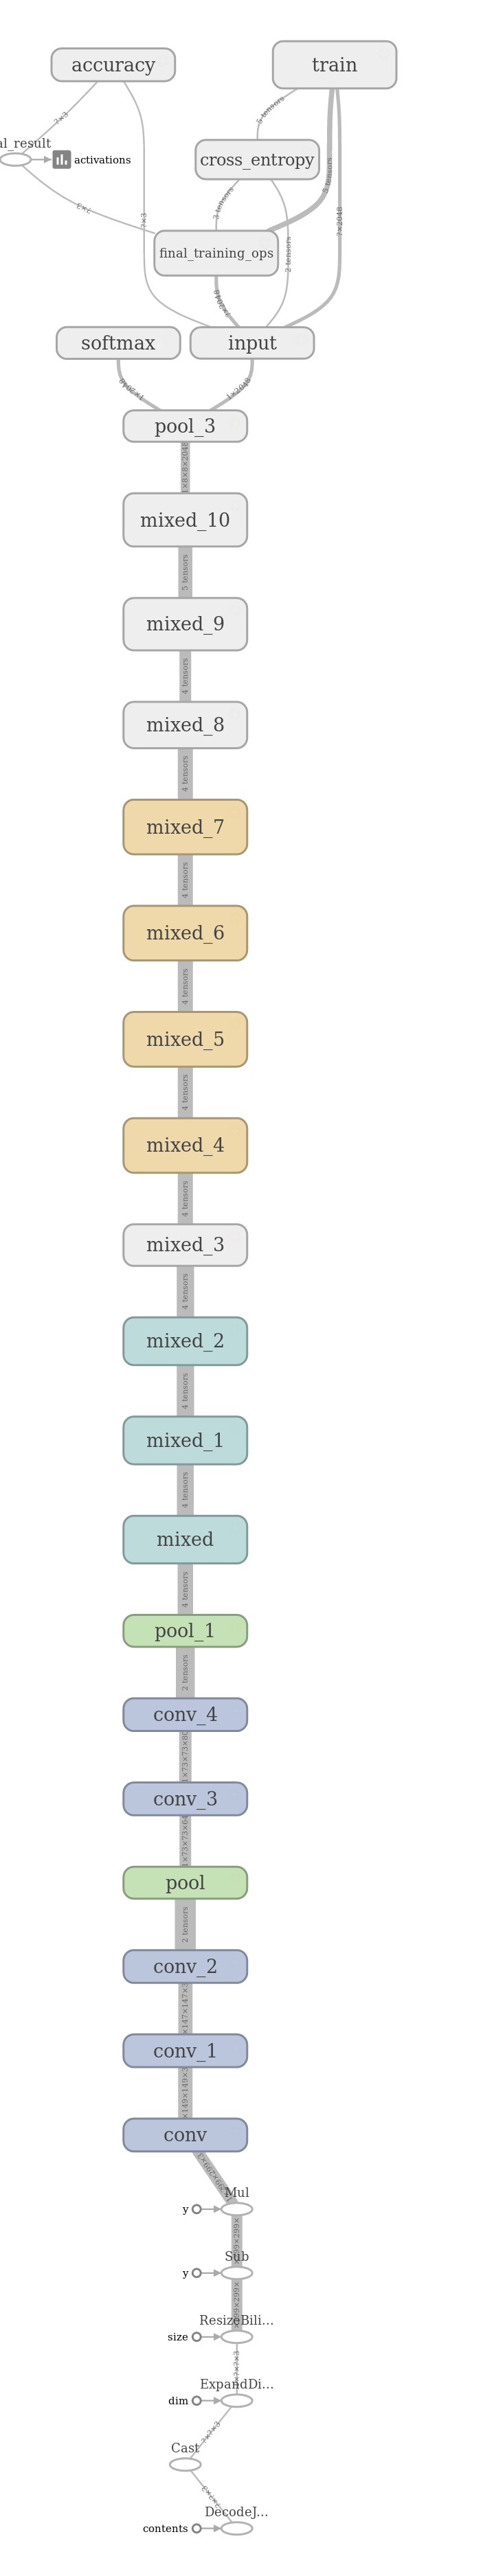 accuracy
train
5 tensors
?×3
al_result
activations
cross_entropy
3 tensors
5 tensors
?×3
?×3
?×2048
2 tensors
final_training_ops
?×2048
softmax
input
1×2048
1×2048
pool_3
1×8×8×2048
mixed_10
5 tensors
mixed_9
4 tensors
mixed_8
4 tensors
mixed_7
4 tensors
mixed_6
4 tensors
mixed_5
4 tensors
mixed_4
4 tensors
mixed_3
4 tensors
mixed_2
4 tensors
mixed_1
4 tensors
mixed
4 tensors
pool_1
2 tensors
conv_4
1×73×73×80
conv_3
1×73×73×64
pool
2 tensors
conv_2
×147×147×3
conv_1
×149×149×3
conv
Mul
y
Sub
y
ResizeBili...
size
ExpandDi...
dim
?×?×3
Cast
?×?×3
DecodeJ...
contents